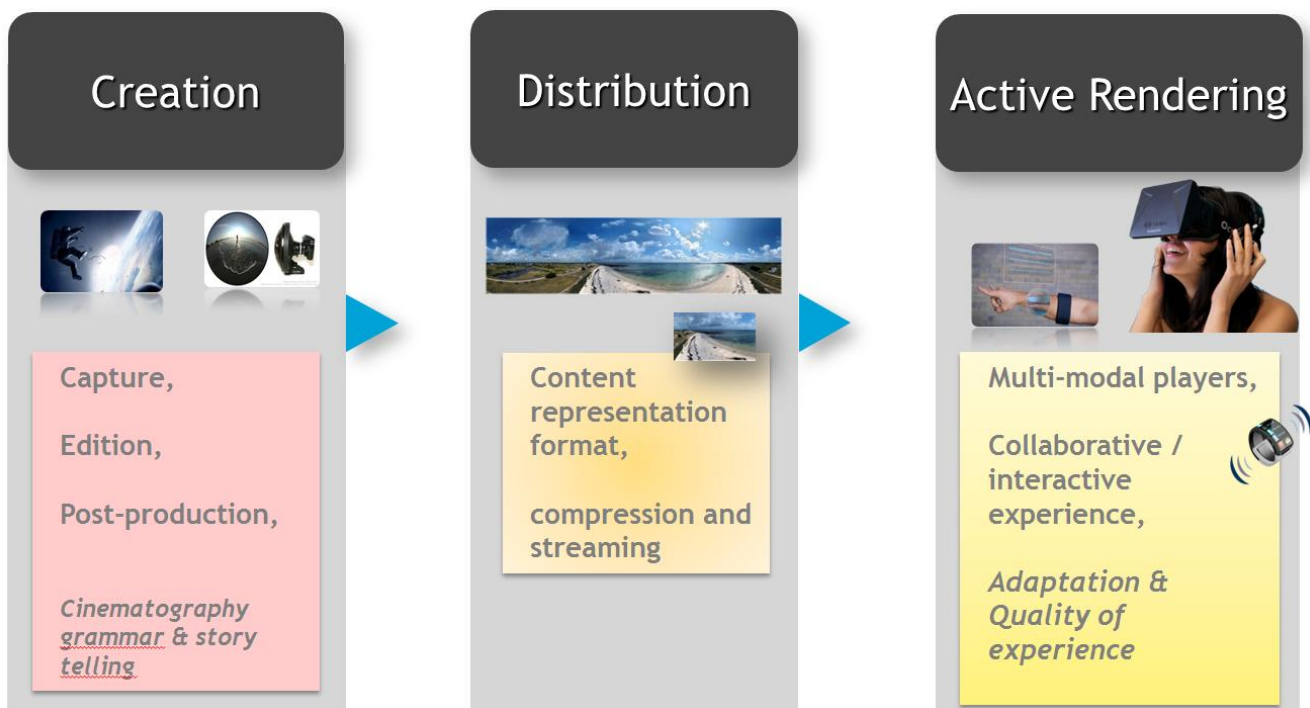 Creation
Capture,
Edition,
Post-production,
Cinematography
grammar & story
telling
Distribution
Content
representation
format,
compression and
streaming
Active Rendering
Multi-modal players,
Collaborative /
interactive
experience,
Adaptation &
Quality of
experience